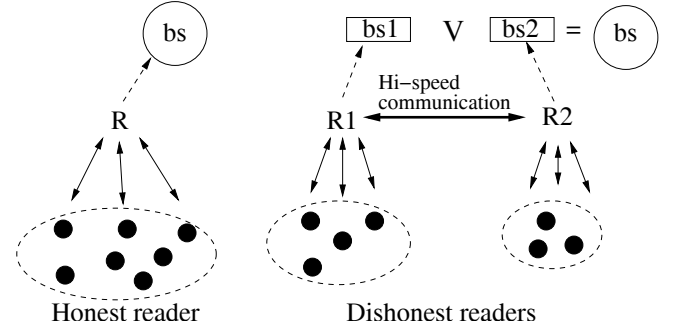 bs
bs1 V bs2 = bs
Hi-speed
communication
R
R1
R2
Honest reader
Dishonest readers